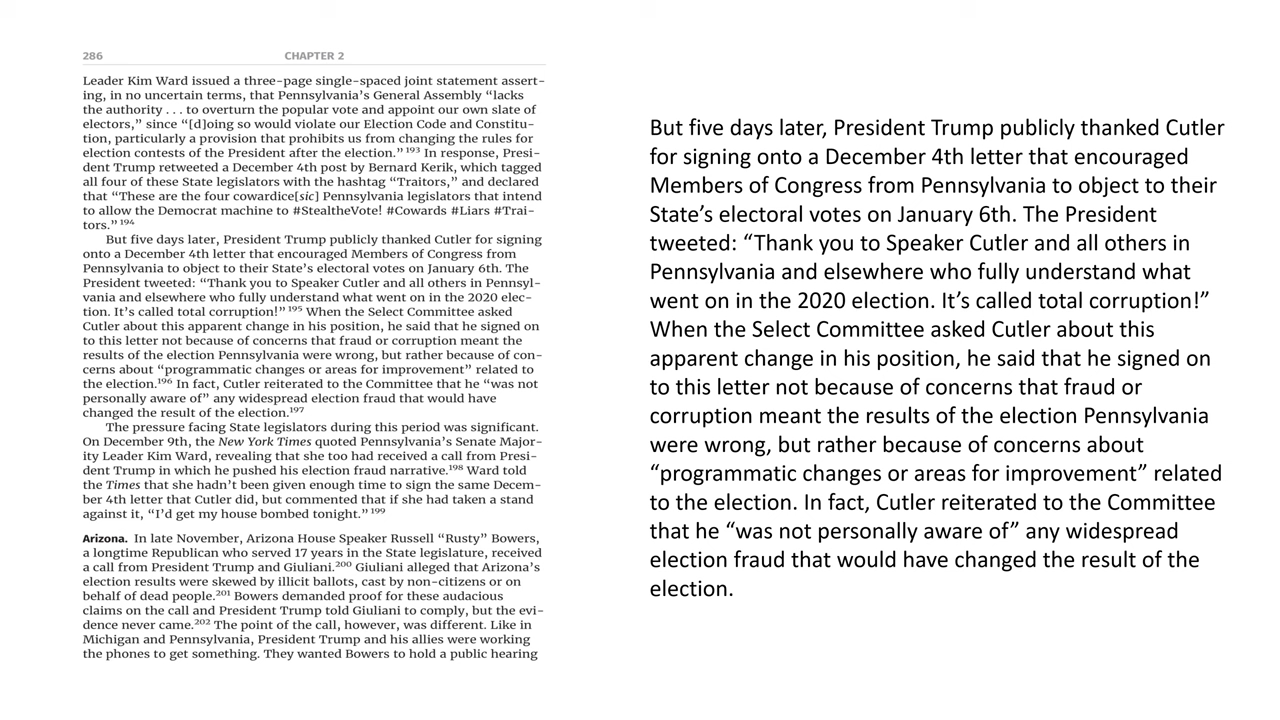 286
CHAPTER 2
Leader Kim Ward issued a three-page single-spaced joint statement assert-
ing, in no uncertain terms, that Pennsylvania’s General Assembly “lacks
the authority . . . to overturn the popular vote and appoint our own slate of
electors,” since “[d]oing so would violate our Election Code and Constitu-
tion, particularly a provision that prohibits us from changing the rules for
election contests of the President after the election.” 193 In response, Presi-
dent Trump retweeted a December 4th post by Bernard Kerik, which tagged
all four of these State legislators with the hashtag “Traitors,” and declared
that “These are the four cowardice[sic] Pennsylvania legislators that intend
to allow the Democrat machine to #StealtheVote! #Cowards #Liars #Trai-
tors.” 194
But five days later, President Trump publicly thanked Cutler for signing
onto a December 4th letter that encouraged Members of Congress from
Pennsylvania to object to their State’s electoral votes on January 6th. The
President tweeted: “Thank you to Speaker Cutler and all others in Pennsyl-
vania and elsewhere who fully understand what went on in the 2020 elec-
tion. It’s called total corruption!” 195 When the Select Committee asked
Cutler about this apparent change in his position, he said that he signed on
to this letter not because of concerns that fraud or corruption meant the
results of the election Pennsylvania were wrong, but rather because of con-
cerns about “programmatic changes or areas for improvement” related to
the election.196 In fact, Cutler reiterated to the Committee that he “was not
personally aware of” any widespread election fraud that would have
changed the result of the election.197
The pressure facing State legislators during this period was significant.
On December 9th, the New York Times quoted Pennsylvania’s Senate Major-
ity Leader Kim Ward, revealing that she too had received a call from Presi-
dent Trump in which he pushed his election fraud narrative.198 Ward told
the Times that she hadn’t been given enough time to sign the same Decem-
ber 4th letter that Cutler did, but commented that if she had taken a stand
against it, “I’d get my house bombed tonight.” 199
Arizona. In late November, Arizona House Speaker Russell “Rusty” Bowers,
a longtime Republican who served 17 years in the State legislature, received
a call from President Trump and Giuliani.200 Giuliani alleged that Arizona’s
election results were skewed by illicit ballots, cast by non-citizens or on
behalf of dead people.201 Bowers demanded proof for these audacious
claims on the call and President Trump told Giuliani to comply, but the evi-
dence never came.202 The point of the call, however, was different. Like in
Michigan and Pennsylvania, President Trump and his allies were working
the phones to get something. They wanted Bowers to hold a public hearing
But five days later, President Trump publicly thanked Cutler
for signing onto a December 4th letter that encouraged
Members of Congress from Pennsylvania to object to their
State’s electoral votes on January 6th. The President
tweeted: “Thank you to Speaker Cutler and all others in
Pennsylvania and elsewhere who fully understand what
went on in the 2020 election. It’s called total corruption!”
When the Select Committee asked Cutler about this
apparent change in his position, he said that he signed on
to this letter not because of concerns that fraud or
corruption meant the results of the election Pennsylvania
were wrong, but rather because of concerns about
“programmatic changes or areas for improvement” related
to the election. In fact, Cutler reiterated to the Committee
that he “was not personally aware of” any widespread
election fraud that would have changed the result of the
election.